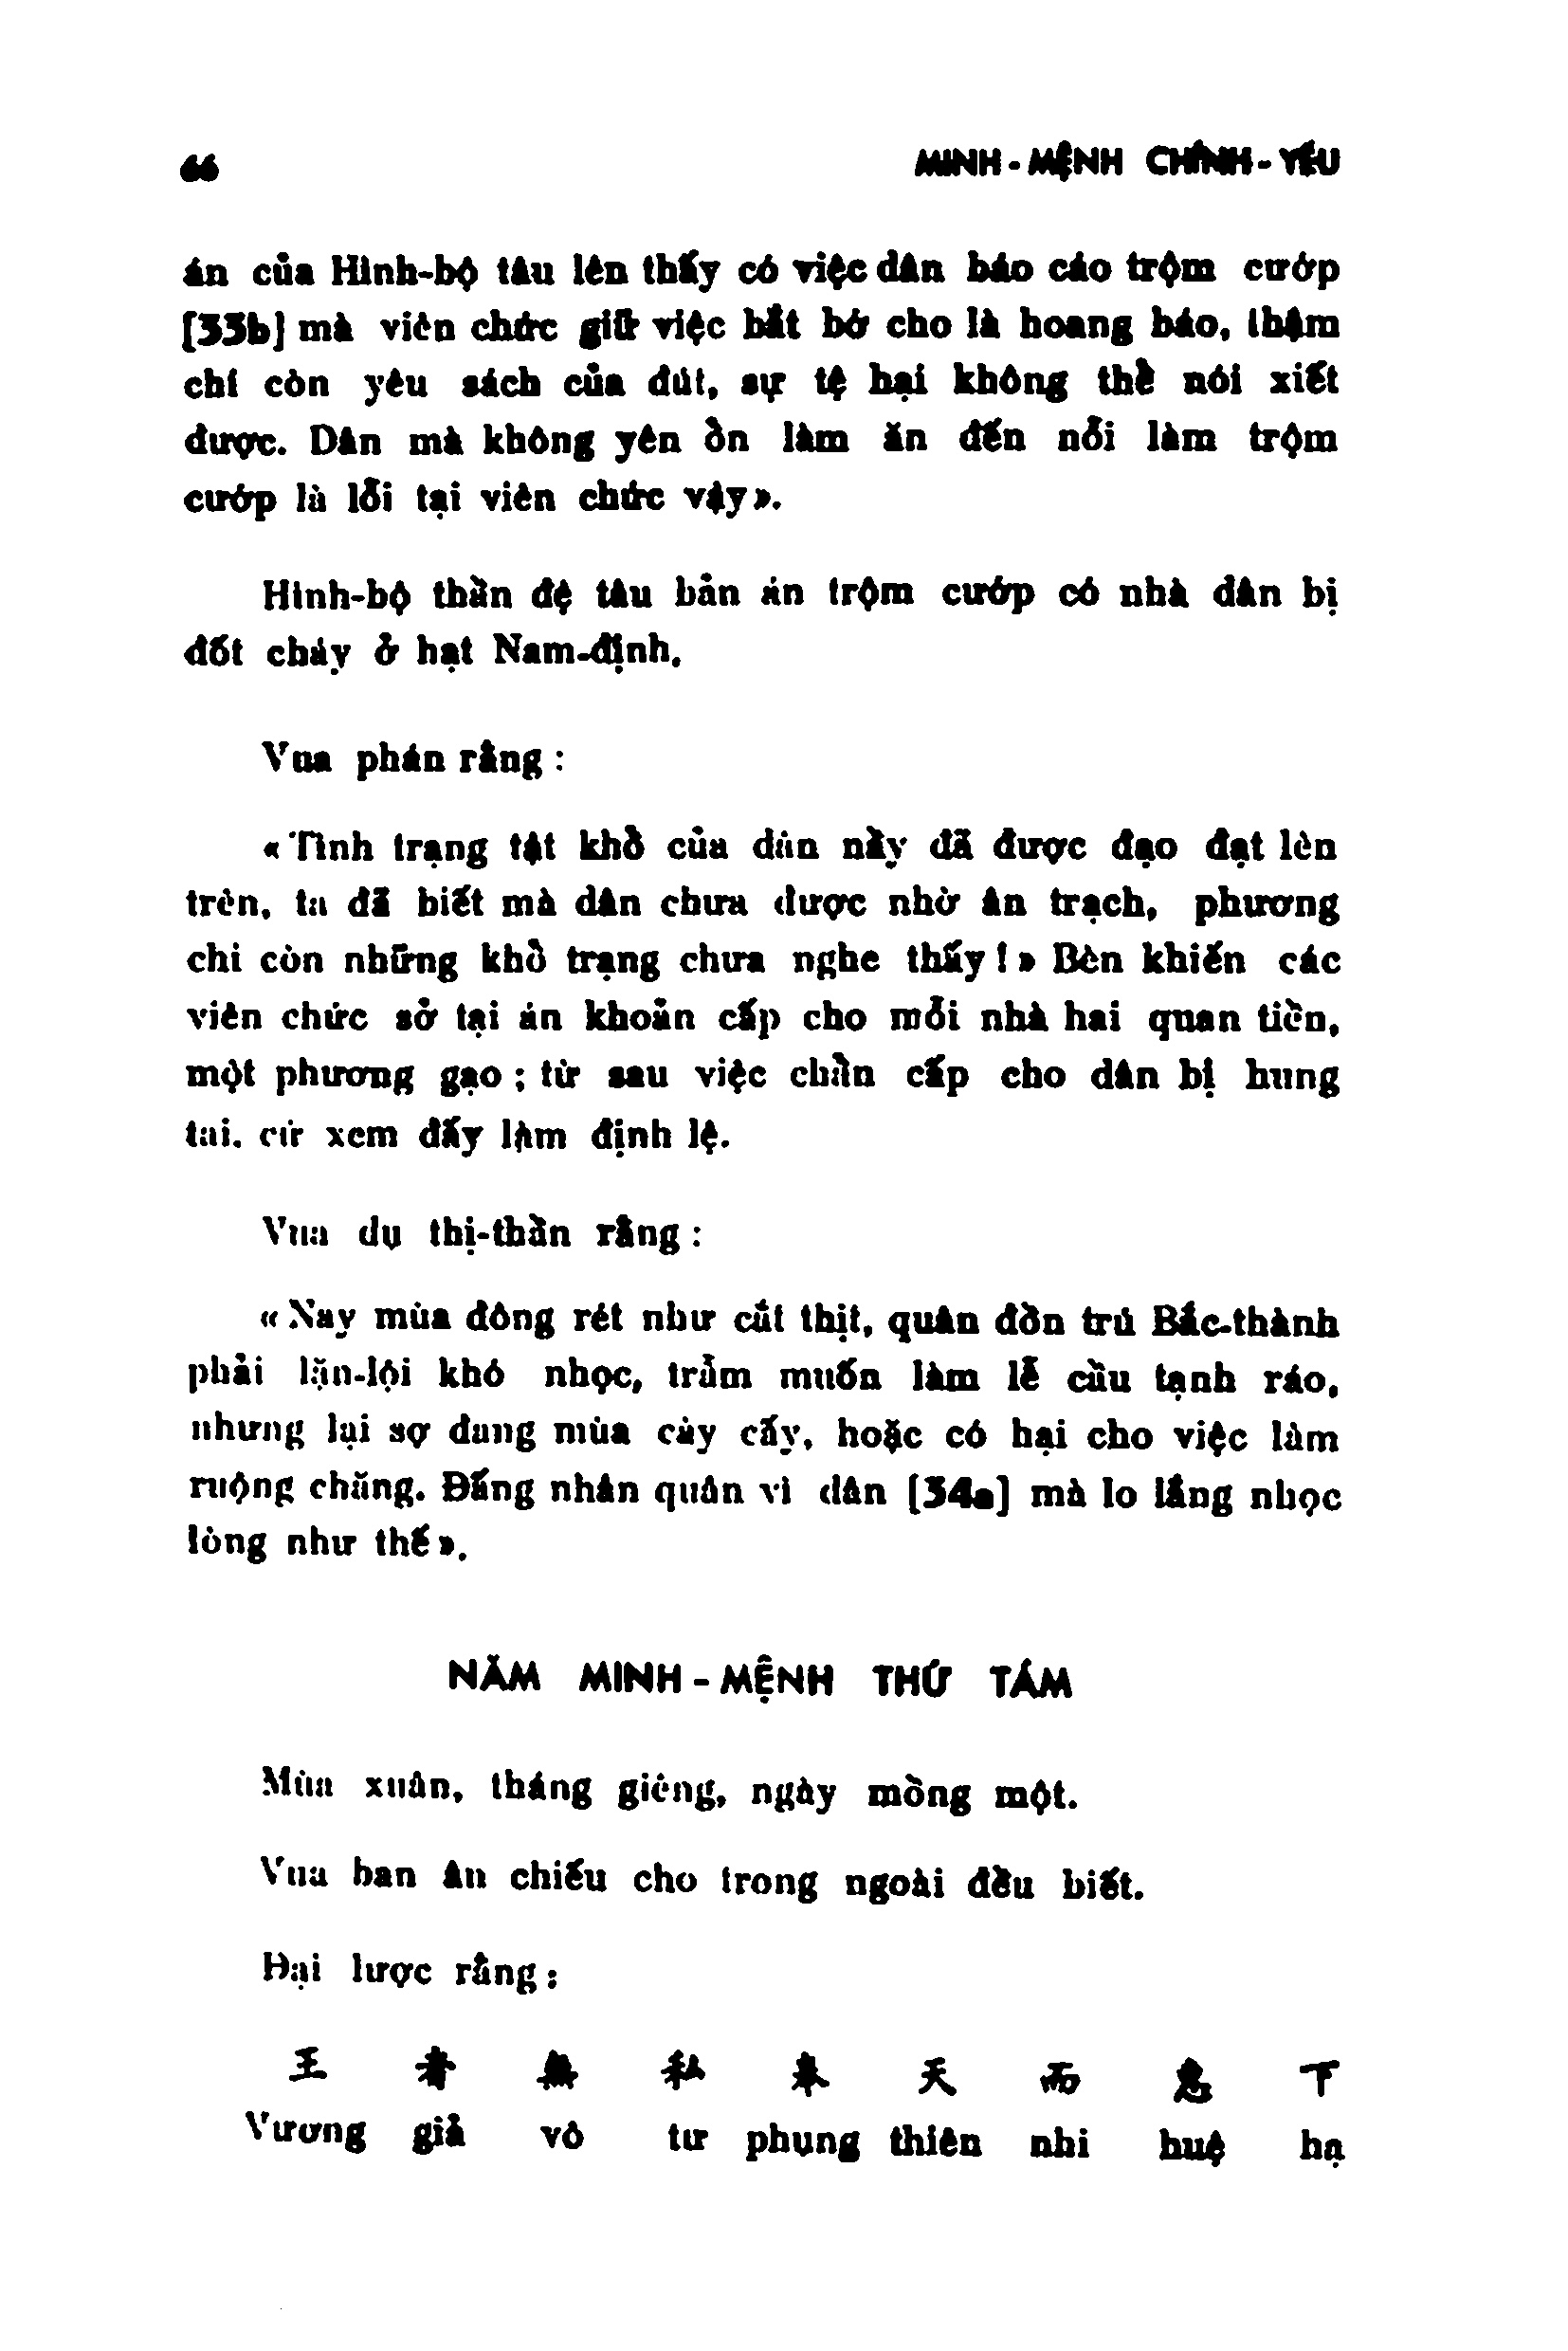 66
MINH-MỆNH CHÍNH-YẾU
án của Hình-bộ tâu lên thấy có việc dân báo cáo trộm cướp
[33b] mà viên chức giữ việc bắt bớ cho là hoang báo, thậm
chí còn yêu sách của đút, sự tệ hại không thể nói xiết
được. Dân mà không yên ổn làm ăn đến nỗi làm trộm
cướp là lỗi tại viên chức vậy».
Hình-bộ thần đệ tâu bản án trộm cướp có nhà dân bị
đốt cháy ở hạt Nam-định.
Vua phán rằng :
« Tình trạng tật khổ của dân nầy đã được đạo đạt lên
trên, ta đã biết mà dân chưa được nhờ ân trạch, phương
chi còn những khổ trạng chưa nghe thấy ! » Bèn khiến các
viên chức sở tại án khoản cấp cho mỗi nhà hai quan tiền,
một phương gạo ; từ sau việc chẩn cấp cho dân bị hung
tai. cứ xem đấy làm định lệ.
Vua dụ thị-thần rằng :
« Nay mùa đông rét như cắt thịt, quân đồn trú Bắc-thành
phải lặn-lội khó nhọc, trẫm muốn làm lễ cầu tạnh ráo,
nhưng lại sợ đang mùa cày cấy, hoặc có hại cho việc làm
ruộng chăng. Đấng nhân quân vì dân [34a] mà lo lắng nhọc
lòng như thế ».
NĂM MINH - MỆNH THỨ TÁM
Mùa xuân, tháng giêng, ngày mồng một.
Vua ban ân chiếu cho trong ngoài đều biết.
Đại lược rằng :
王 者 無 私 奉 天 而 惠 下
Vương giả vô tư phụng thiên nhi huệ hạ